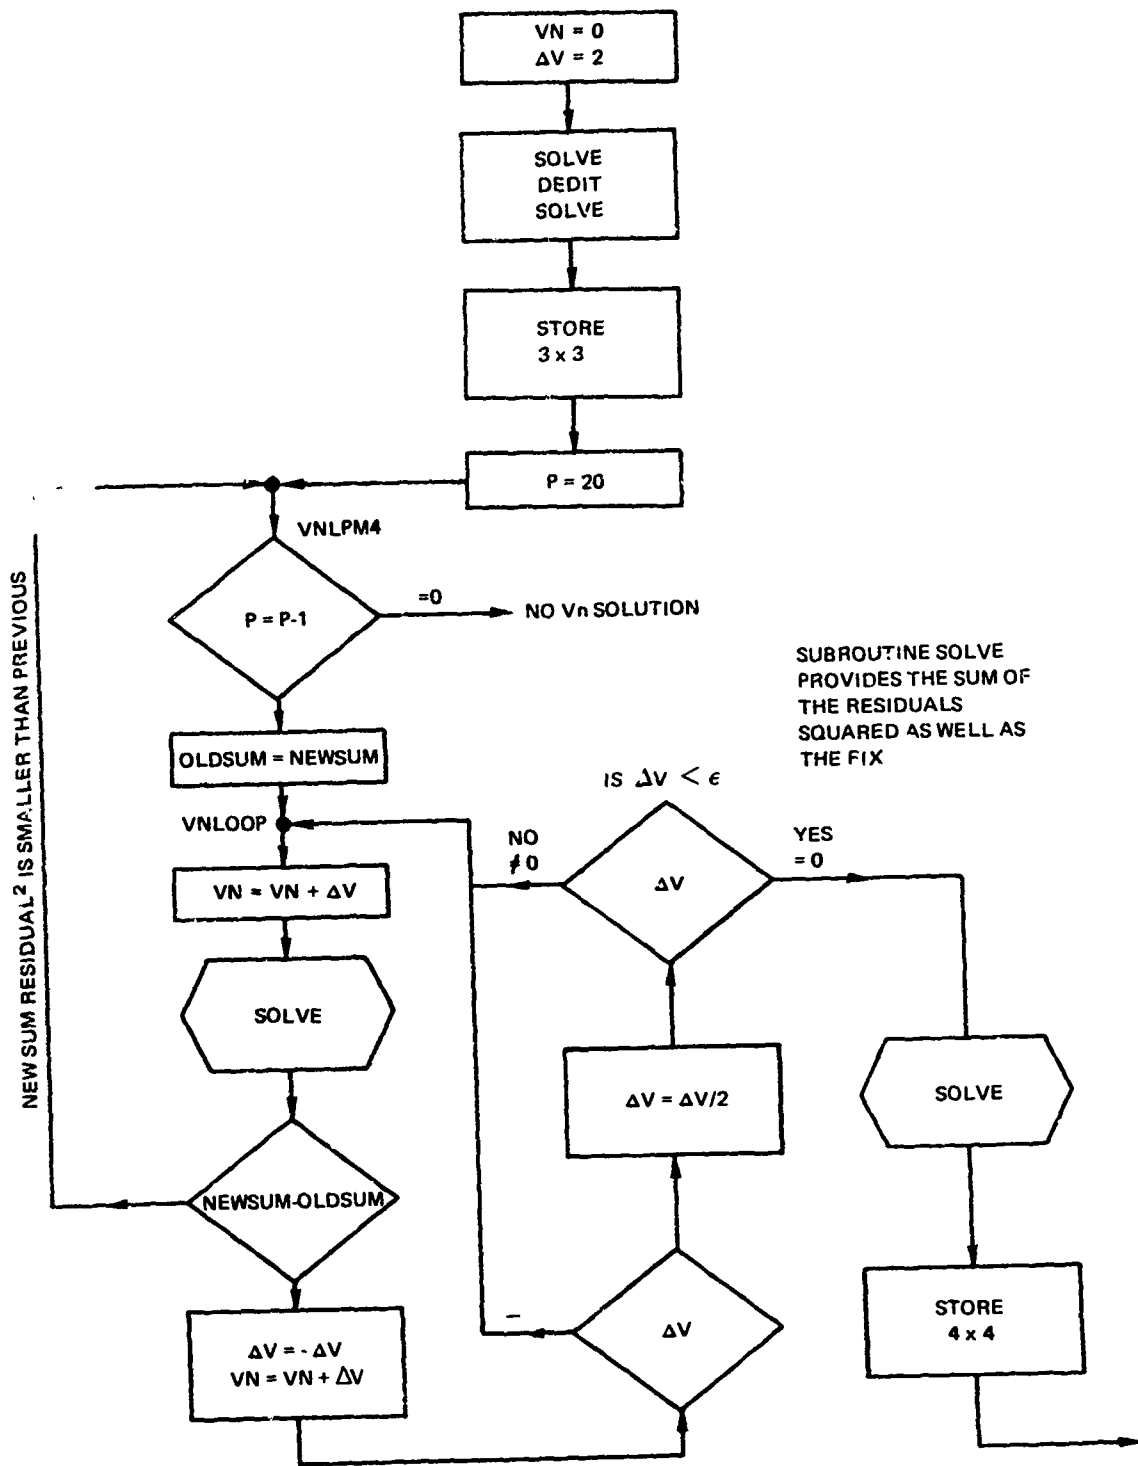 VN = 0
ΔV = 2
SOLVE
DEDIT
SOLVE
STORE
3 x 3
P = 20
VNLPM4
P = P-1
=0
NO Vn SOLUTION
OLDSUM = NEWSUM
VNLOOP
VN = VN + ΔV
SOLVE
NEWSUM-OLDSUM
ΔV = - ΔV
VN = VN + ΔV
NEW SUM RESIDUAL² IS SMALLER THAN PREVIOUS
SUBROUTINE SOLVE
PROVIDES THE SUM OF
THE RESIDUALS
SQUARED AS WELL AS
THE FIX
IS ΔV < ϵ
NO
≠0
ΔV
YES
= 0
ΔV = ΔV/2
–
ΔV
SOLVE
STORE
4 x 4